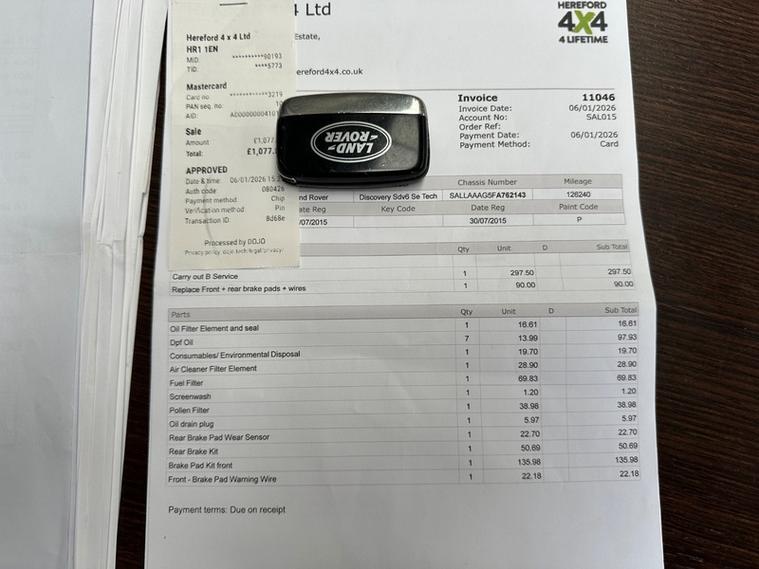 4 Ltd
HEREFORD
4X4
4 LIFETIME
Estate,
ereford4x4.co.uk
Hereford 4 x 4 Ltd
HR1 1EN
MID: **********90193
TID: ****5773
Mastercard
Card no. ************3219
PAN seq. no. 10
AID: A00000004101
Sale
Amount £1,077.
Total: £1,077.
APPROVED
Date & time: 06/01/2026
Auth code: 080426
Payment method: Chip
Verification method: Pin
Transaction ID: 8d68e
Processed by DOJO
Privacy policy: dojo.tech/legal/privacy/
LAND-
-ROVER
Invoice 11046
Invoice Date: 06/01/2026
Account No: SAL015
Order Ref:
Payment Date: 06/01/2026
Payment Method: Card
Chassis Number Mileage
nd Rover Discovery Sdv6 Se Tech SALLAAAG5FA762143 126240
ate Reg Key Code Date Reg Paint Code
/07/2015 30/07/2015 P
Qty Unit D Sub Total
Carry out B Service 1 297.50 297.50
Replace Front + rear brake pads + wires 1 90.00 90.00
Parts Qty Unit D Sub Total
Oil Filter Element and seal 1 16.61 16.61
Dpf Oil 7 13.99 97.93
Consumables/ Environmental Disposal 1 19.70 19.70
Air Cleaner Filter Element 1 28.90 28.90
Fuel Filter 1 69.83 69.83
Screenwash 1 1.20 1.20
Pollen Filter 1 38.98 38.98
Oil drain plug 1 5.97 5.97
Rear Brake Pad Wear Sensor 1 22.70 22.70
Rear Brake Kit 1 50.69 50.69
Brake Pad Kit front 1 135.98 135.98
Front - Brake Pad Warning Wire 1 22.18 22.18
Payment terms: Due on receipt